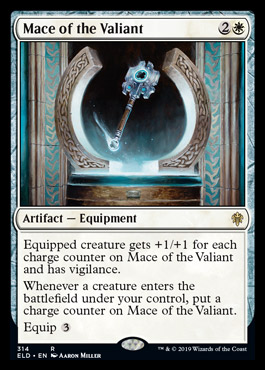 Mace of the Valiant 2
Artifact — Equipment
Equipped creature gets +1/+1 for each
charge counter on Mace of the Valiant
and has vigilance.
Whenever a creature enters the
battlefield under your control, put a
charge counter on Mace of the Valiant.
Equip 3
314 R
ELD • EN Aaron Miller
™ & © 2019 Wizards of the Coast